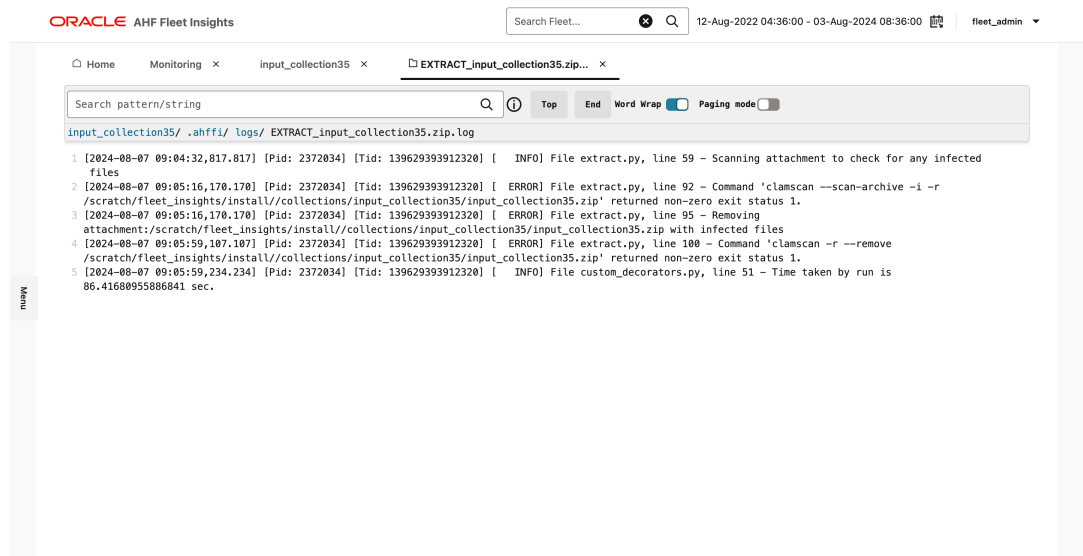 ORACLE AHF Fleet Insights
Search Fleet...
12-Aug-2022 04:36:00 - 03-Aug-2024 08:36:00
fleet_admin
Home
Monitoring ×
input_collection35 ×
EXTRACT_input_collection35.zip... ×
Search pattern/string
Top
End
Word Wrap
Paging mode
input_collection35/ .ahffi/ logs/ EXTRACT_input_collection35.zip.log
1 [2024-08-07 09:04:32,817.817] [Pid: 2372034] [Tid: 139629393912320] [   INFO] File extract.py, line 59 – Scanning attachment to check for any infected
files
2 [2024-08-07 09:05:16,170.170] [Pid: 2372034] [Tid: 139629393912320] [  ERROR] File extract.py, line 92 – Command 'clamscan --scan-archive -i -r
/scratch/fleet_insights/install//collections/input_collection35/input_collection35.zip' returned non-zero exit status 1.
3 [2024-08-07 09:05:16,170.170] [Pid: 2372034] [Tid: 139629393912320] [  ERROR] File extract.py, line 95 – Removing
attachment:/scratch/fleet_insights/install//collections/input_collection35/input_collection35.zip with infected files
4 [2024-08-07 09:05:59,107.107] [Pid: 2372034] [Tid: 139629393912320] [  ERROR] File extract.py, line 100 – Command 'clamscan -r --remove
/scratch/fleet_insights/install//collections/input_collection35/input_collection35.zip' returned non-zero exit status 1.
5 [2024-08-07 09:05:59,234.234] [Pid: 2372034] [Tid: 139629393912320] [   INFO] File custom_decorators.py, line 51 – Time taken by run is
86.41680955886841 sec.
Menu